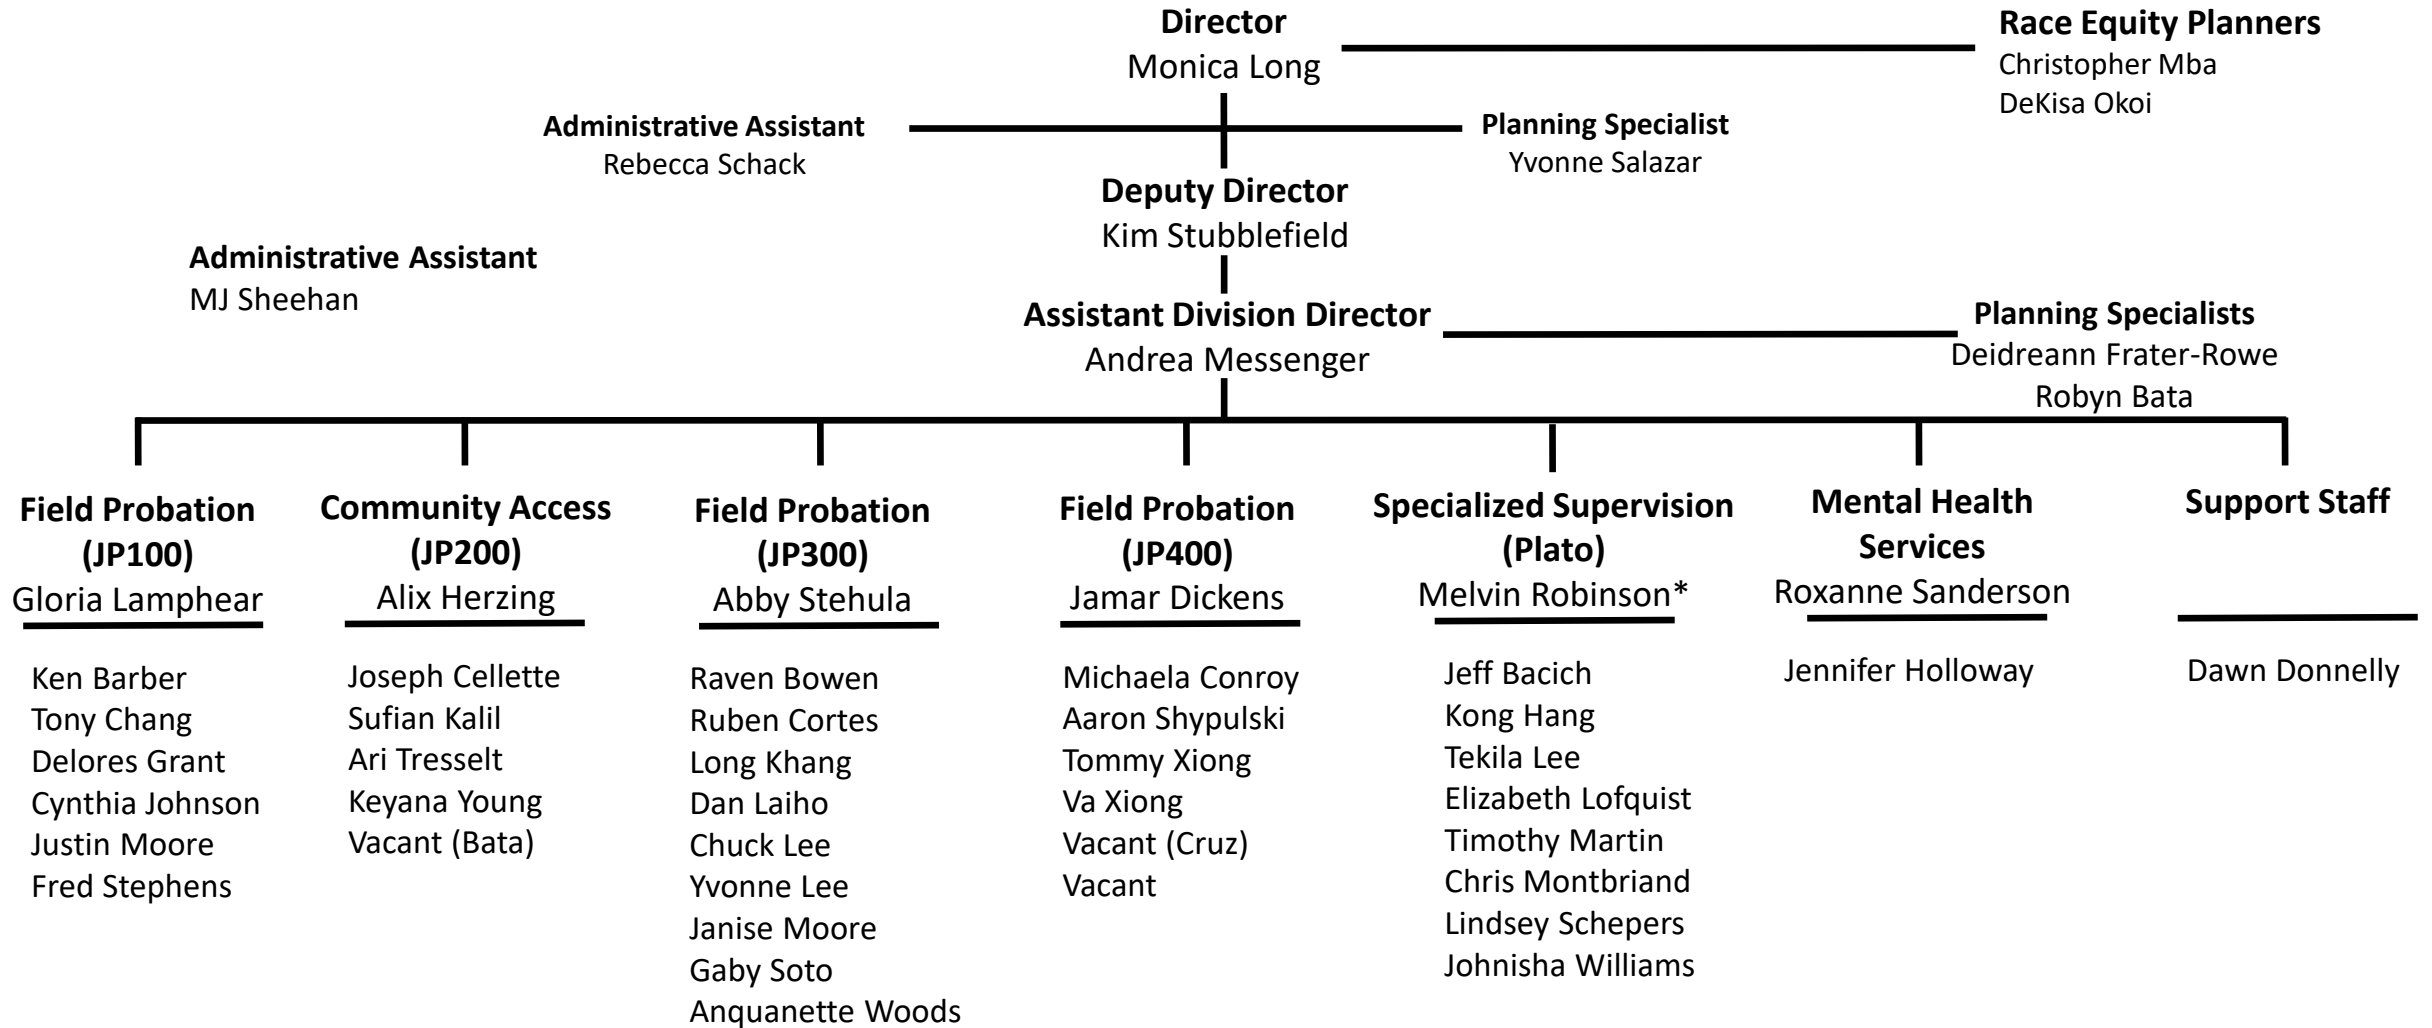 Director
Monica Long
Race Equity Planners
Christopher Mba
DeKisa Okoi
Administrative Assistant
Rebecca Schack
Planning Specialist
Yvonne Salazar
Deputy Director
Kim Stubblefield
Administrative Assistant
MJ Sheehan
Assistant Division Director
Andrea Messenger
Planning Specialists
Deidreann Frater-Rowe
Robyn Bata
Field Probation
(JP100)
Gloria Lamphear
Ken Barber
Tony Chang
Delores Grant
Cynthia Johnson
Justin Moore
Fred Stephens
Community Access
(JP200)
Alix Herzing
Joseph Cellette
Sufian Kalil
Ari Tresselt
Keyana Young
Vacant (Bata)
Field Probation
(JP300)
Abby Stehula
Raven Bowen
Ruben Cortes
Long Khang
Dan Laiho
Chuck Lee
Yvonne Lee
Janise Moore
Gaby Soto
Anquanette Woods
Field Probation
(JP400)
Jamar Dickens
Michaela Conroy
Aaron Shypulski
Tommy Xiong
Va Xiong
Vacant (Cruz)
Vacant
Specialized Supervision
(Plato)
Melvin Robinson*
Jeff Bacich
Kong Hang
Tekila Lee
Elizabeth Lofquist
Timothy Martin
Chris Montbriand
Lindsey Schepers
Johnisha Williams
Mental Health
Services
Roxanne Sanderson
Jennifer Holloway
Support Staff
Dawn Donnelly